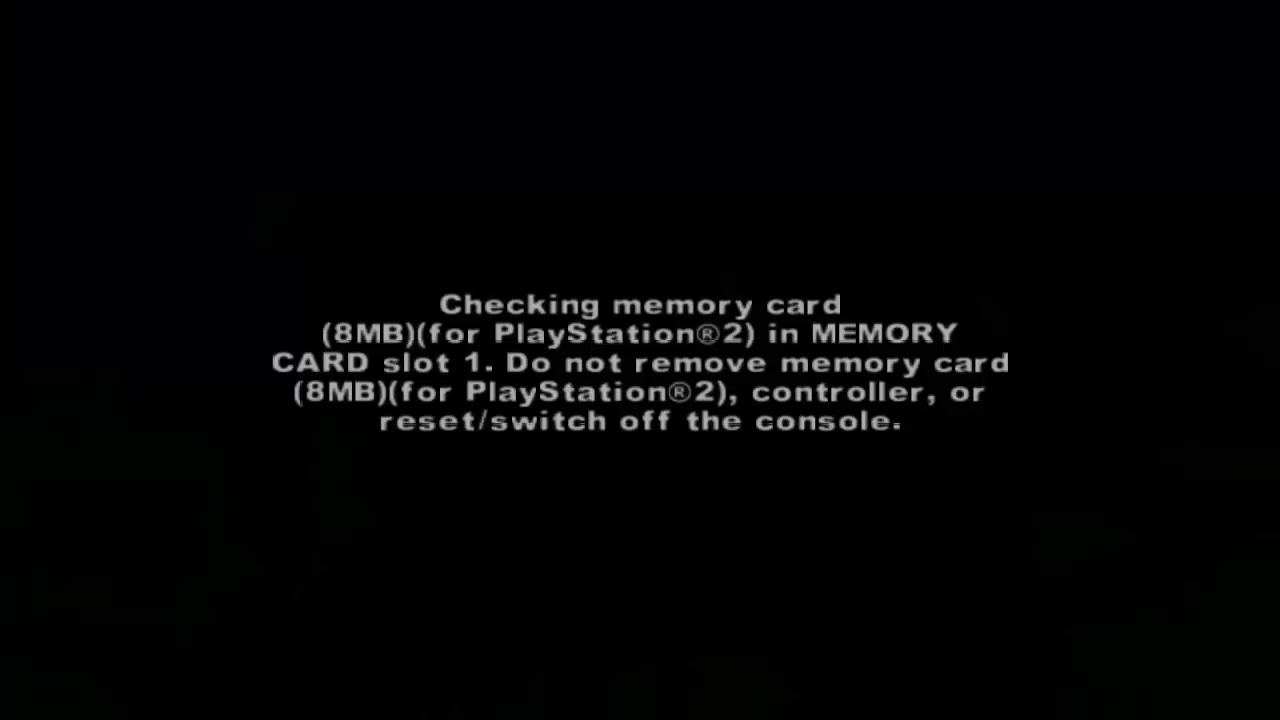 Checking memory card
(8MB)(for PlayStation®2) in MEMORY
CARD slot 1. Do not remove memory card
(8MB)(for PlayStation®2), controller, or
reset/switch off the console.